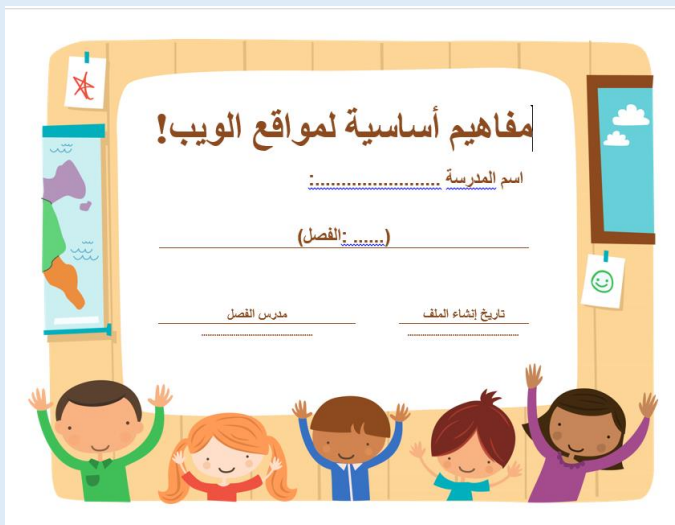 مفاهيم أساسية لمواقع الويب!
اسم المدرسة ........................:
(الفصل: ......)
تاريخ إنشاء الملف
مدرس الفصل